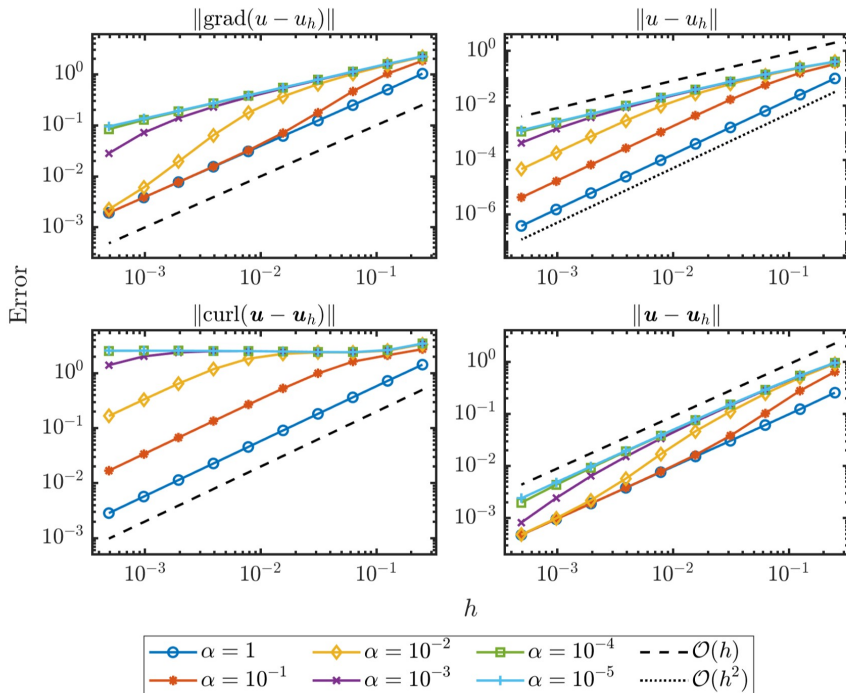 ‖grad(u − u_h)‖
‖u − u_h‖
10^0
10^-1
10^-2
10^-3
10^-3
10^-2
10^-1
10^0
10^-2
10^-4
10^-6
10^-3
10^-2
10^-1
Error
‖curl(𝒖 − 𝒖_h)‖
‖𝒖 − 𝒖_h‖
10^0
10^-1
10^-2
10^-3
10^-3
10^-2
10^-1
10^0
10^-1
10^-2
10^-3
10^-3
10^-2
10^-1
h
α = 1
α = 10^-2
α = 10^-4
O(h)
α = 10^-1
α = 10^-3
α = 10^-5
O(h^2)